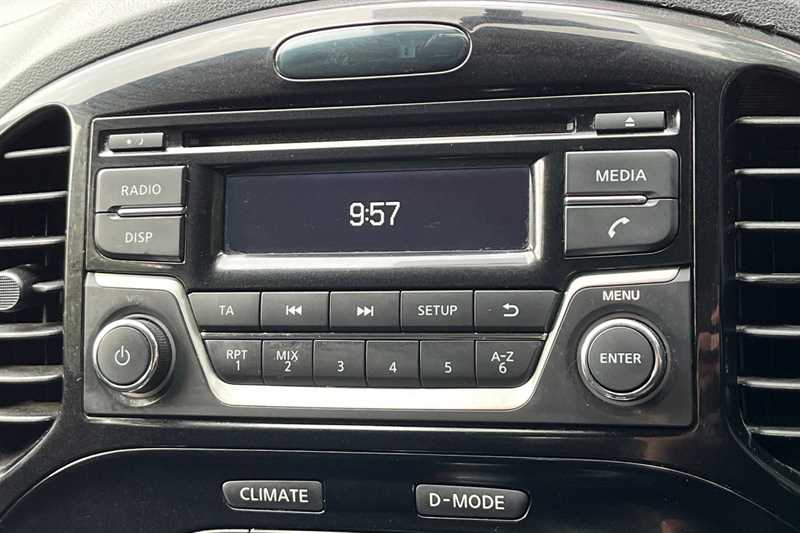 RADIO
MEDIA
9:57
DISP
VOL
MENU
TA
SETUP
RPT 1
MIX 2
3
4
5
A-Z 6
ENTER
CLIMATE
D-MODE